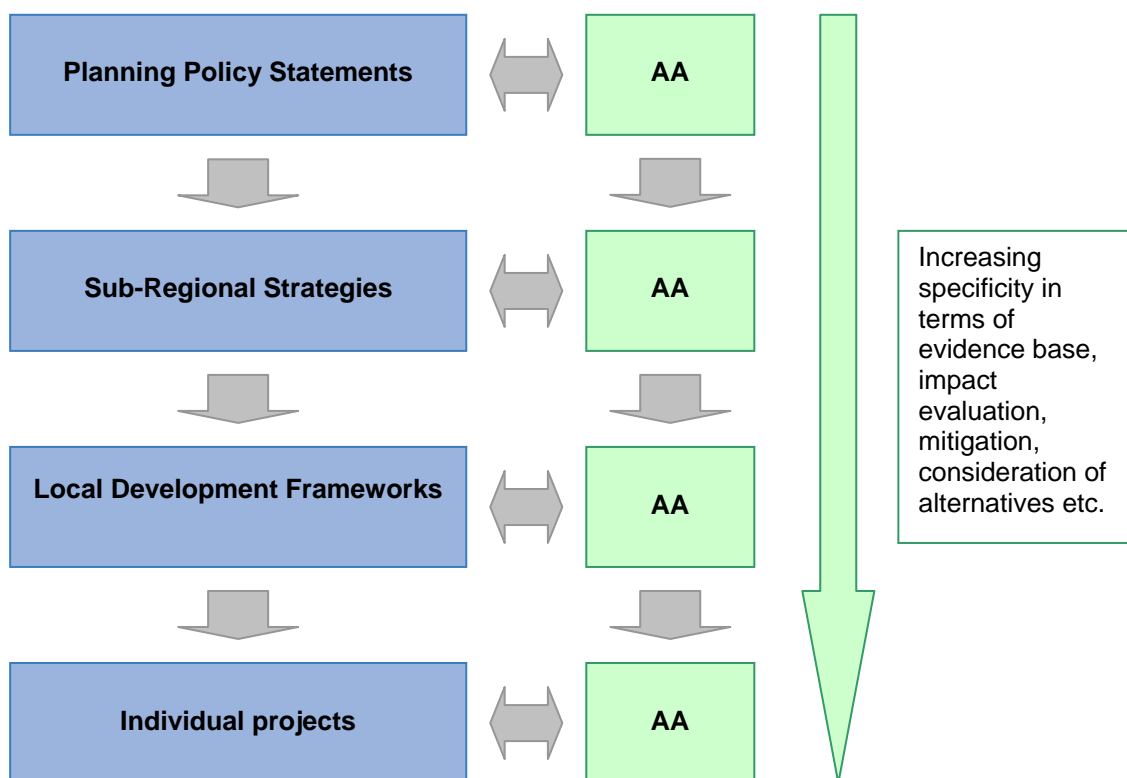 Planning Policy Statements
AA
Sub-Regional Strategies
AA
Increasing
specificity in
terms of
evidence base,
impact
evaluation,
mitigation,
consideration of
alternatives etc.
Local Development Frameworks
AA
Individual projects
AA